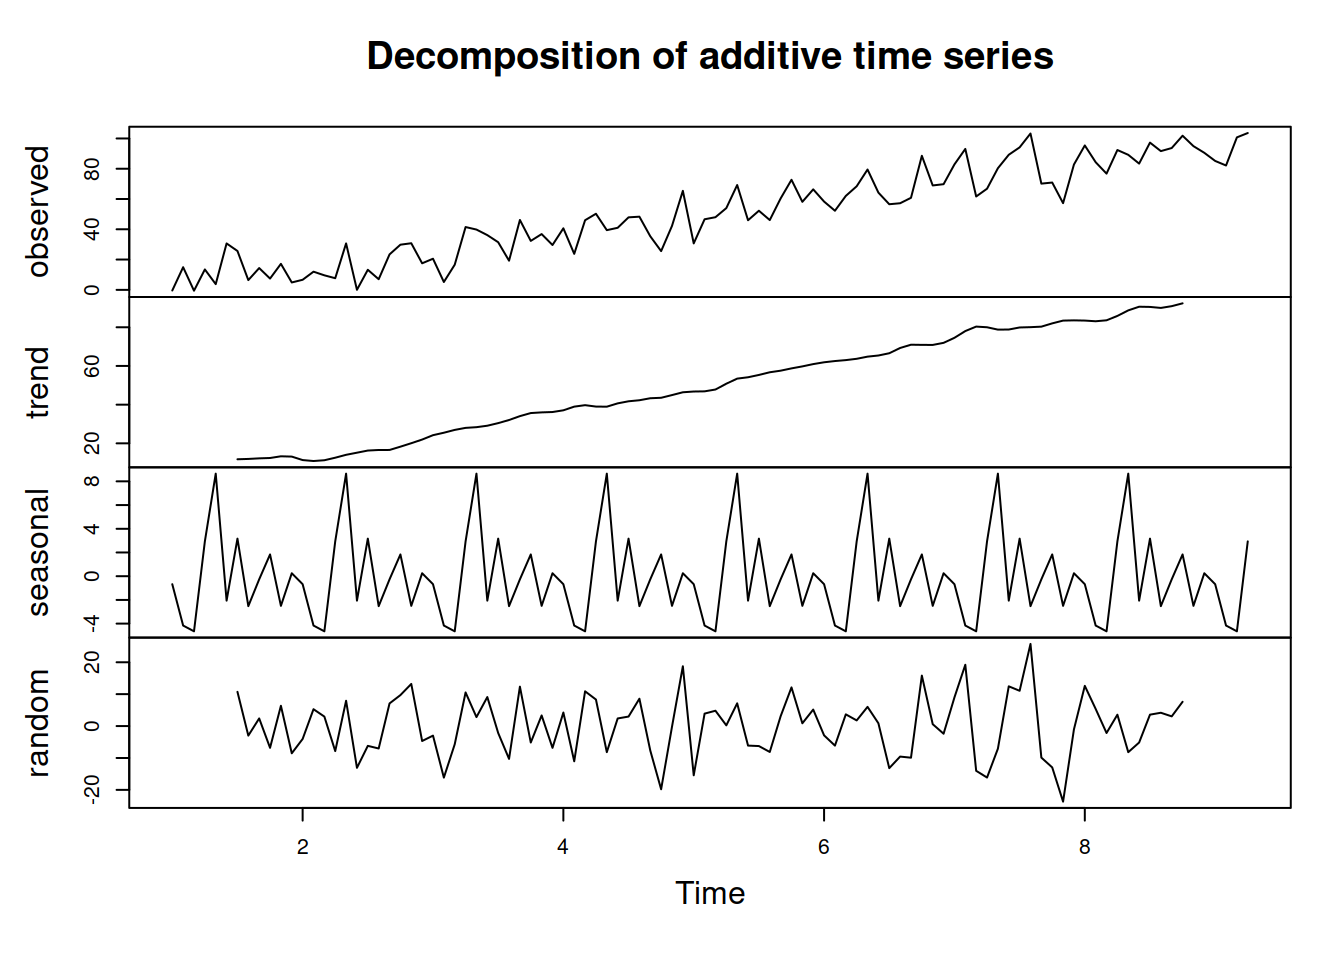 Decomposition of additive time series
observed
0 40 80
trend
20 60
seasonal
-4 0 4 8
random
-20 0 20
2 4 6 8
Time